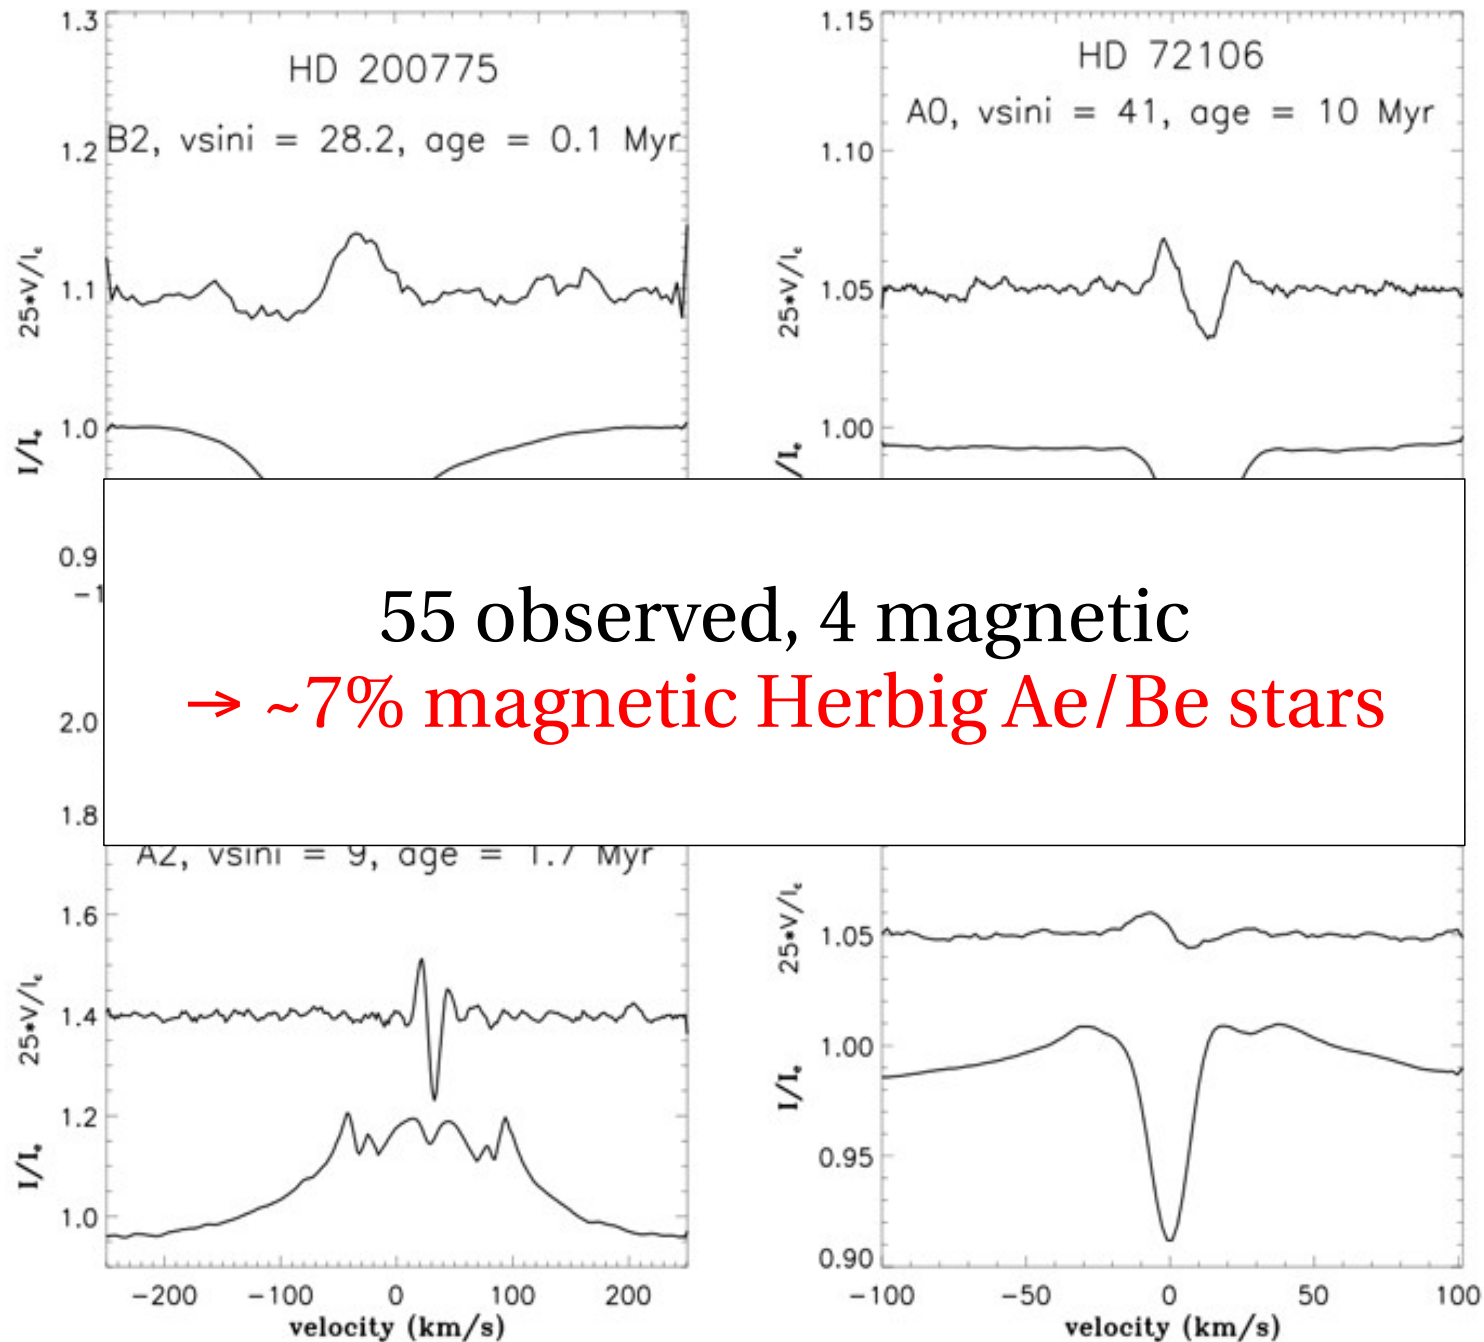 1.3
HD 200775
B2, vsini = 28.2, age = 0.1 Myr
1.2
25*V/Ic
1.1
1.0
I/Ic
1.15
HD 72106
A0, vsini = 41, age = 10 Myr
1.10
25*V/Ic
1.05
1.00
/Ic
0.9
-1
55 observed, 4 magnetic
→ ~7% magnetic Herbig Ae/Be stars
2.0
1.8
A2, vsini = 9, age = 1.7 Myr
1.6
25*V/Ic
1.4
1.2
I/Ic
1.0
-200 -100 0 100 200
velocity (km/s)
25*V/Ic
1.05
1.00
I/Ic
0.95
0.90
-100 -50 0 50 100
velocity (km/s)